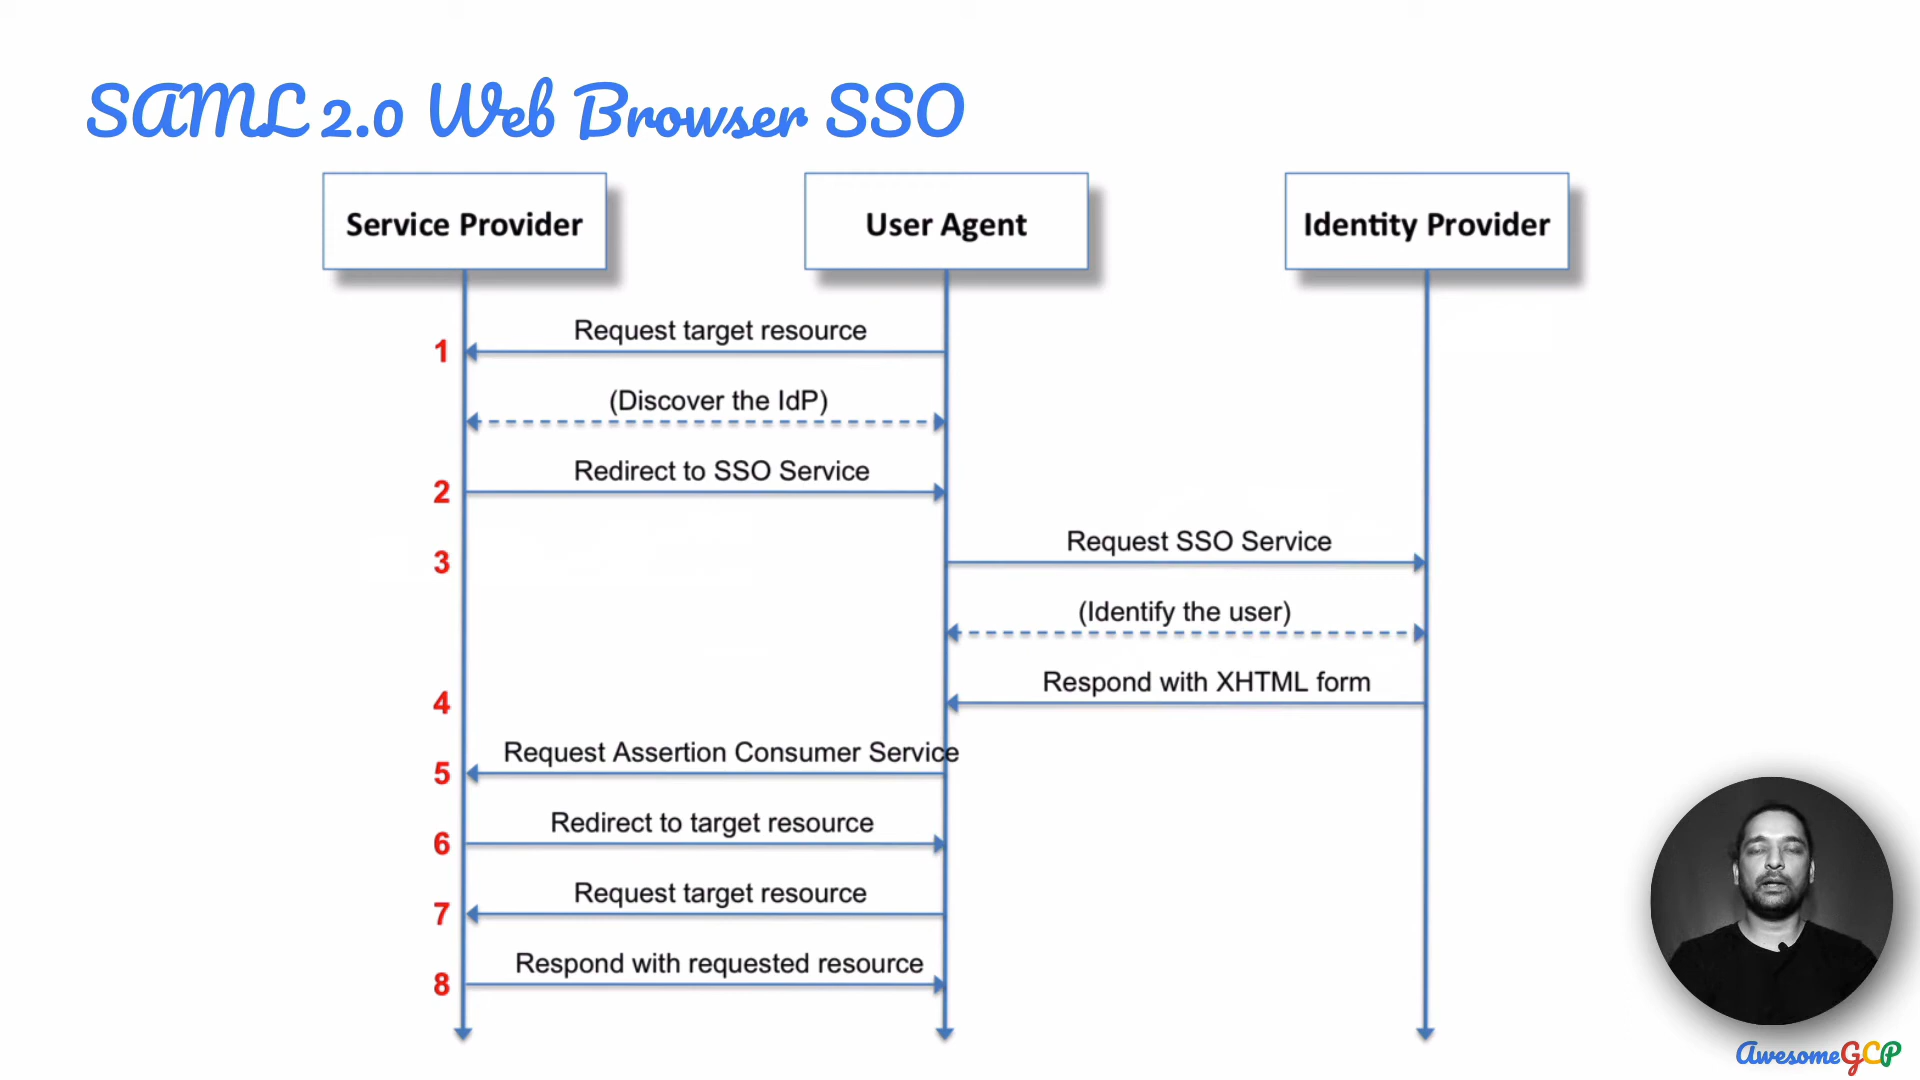 SAML 2.0 Web Browser SSO
Service Provider
User Agent
Identity Provider
Request target resource
1
(Discover the IdP)
Redirect to SSO Service
2
Request SSO Service
3
(Identify the user)
Respond with XHTML form
4
Request Assertion Consumer Service
5
Redirect to target resource
6
Request target resource
7
Respond with requested resource
8
AwesomeGCP